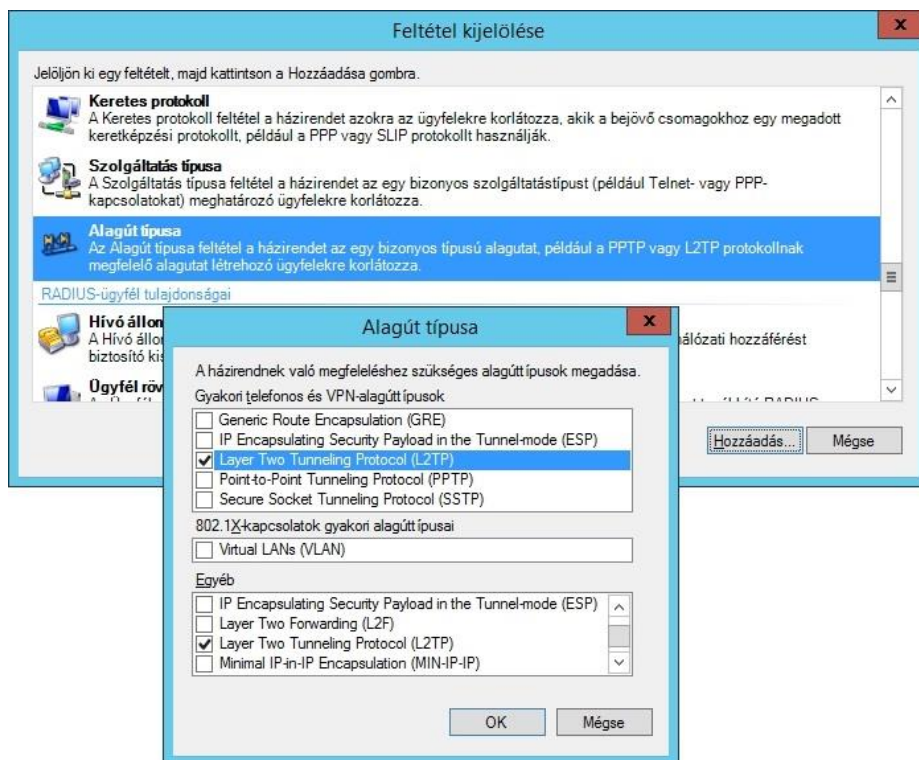 Feltétel kijelölése
Jelöljön ki egy feltételt, majd kattintson a Hozzáadása gombra.
Keretes protokoll
A Keretes protokoll feltétel a házirendet azokra az ügyfelekre korlátozza, akik a bejövő csomagokhoz egy megadott
keretképzési protokollt, például a PPP vagy SLIP protokollt használják.
Szolgáltatás típusa
A Szolgáltatás típusa feltétel a házirendet az egy bizonyos szolgáltatástípust (például Telnet- vagy PPP-
kapcsolatokat) meghatározó ügyfelekre korlátozza.
Alagút típusa
Az Alagút típusa feltétel a házirendet az egy bizonyos típusú alagutat, például a PPTP vagy L2TP protokollnak
megfelelő alagutat létrehozó ügyfelekre korlátozza.
RADIUS-ügyfél tulajdonságai
Hívó állom
A Hívó állom
álózati hozzáférést
biztosító kis
Ügyfél röv
Hozzáadás...
Mégse
Alagút típusa
A házirendnek való megfeleléshez szükséges alagúttípusok megadása.
Gyakori telefonos és VPN-alagúttípusok
Generic Route Encapsulation (GRE)
IP Encapsulating Security Payload in the Tunnel-mode (ESP)
Layer Two Tunneling Protocol (L2TP)
Point-to-Point Tunneling Protocol (PPTP)
Secure Socket Tunneling Protocol (SSTP)
802.1X-kapcsolatok gyakori alagúttípusai
Virtual LANs (VLAN)
Egyéb
IP Encapsulating Security Payload in the Tunnel-mode (ESP)
Layer Two Forwarding (L2F)
Layer Two Tunneling Protocol (L2TP)
Minimal IP-in-IP Encapsulation (MIN-IP-IP)
OK
Mégse